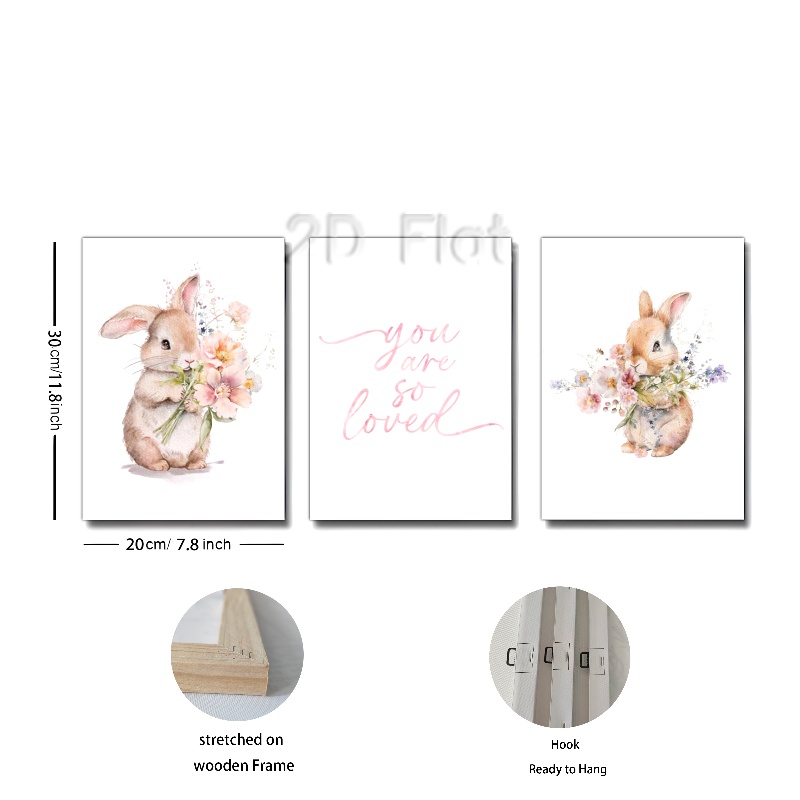 2D Flat
you
are
so
loved
30cm/11.8inch
20cm/ 7.8 inch
stretched on
wooden Frame
Hook
Ready to Hang